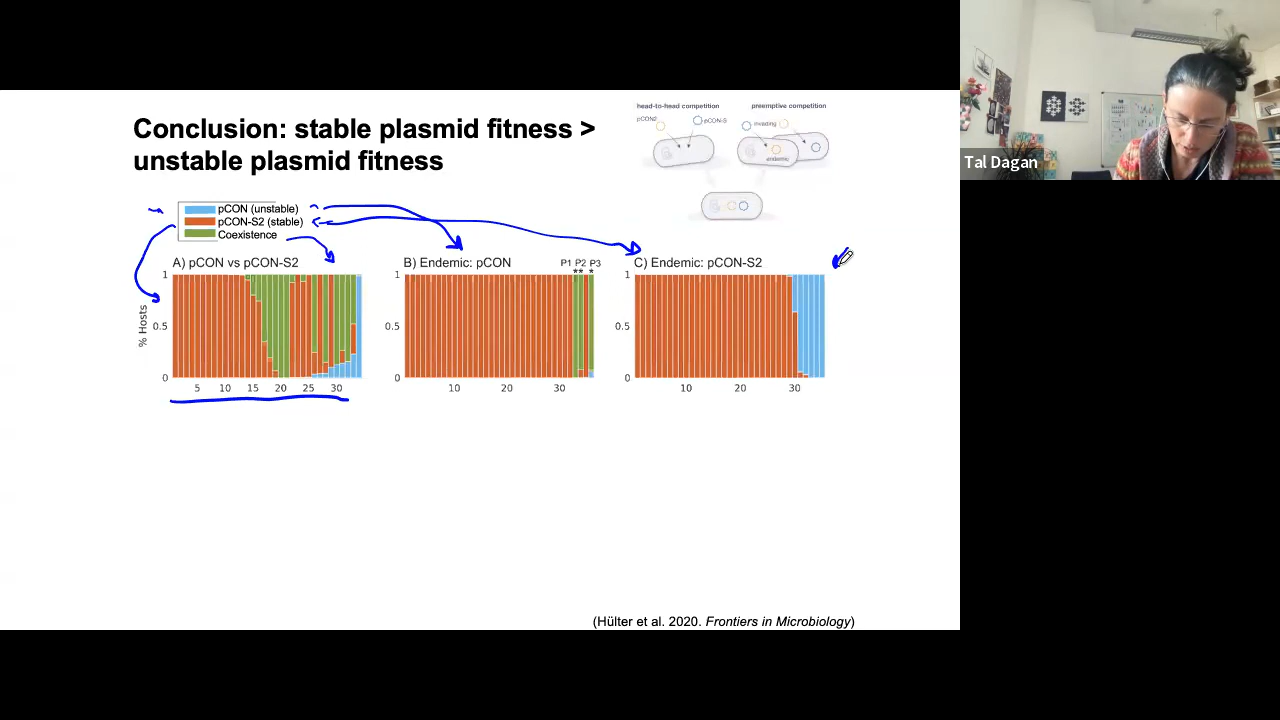 head-to-head competition
preemptive competition
pCON2
pCON-S
invading
endemic
Tal Dagan
Conclusion: stable plasmid fitness >
unstable plasmid fitness
pCON (unstable)
pCON-S2 (stable)
Coexistence
A) pCON vs pCON-S2
% Hosts
1
0.5
0
5 10 15 20 25 30
B) Endemic: pCON
P1 P2 P3
** *
1
0.5
0
10 20 30
C) Endemic: pCON-S2
1
0.5
0
10 20 30
(Hülter et al. 2020. Frontiers in Microbiology)